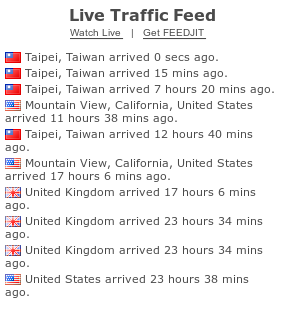 Live Traffic Feed
Watch Live | Get FEEDJIT
Taipei, Taiwan arrived 0 secs ago.
Taipei, Taiwan arrived 15 mins ago.
Taipei, Taiwan arrived 7 hours 20 mins ago.
Mountain View, California, United States
arrived 11 hours 38 mins ago.
Taipei, Taiwan arrived 12 hours 40 mins
ago.
Mountain View, California, United States
arrived 17 hours 6 mins ago.
United Kingdom arrived 17 hours 6 mins
ago.
United Kingdom arrived 23 hours 34 mins
ago.
United Kingdom arrived 23 hours 34 mins
ago.
United States arrived 23 hours 38 mins
ago.